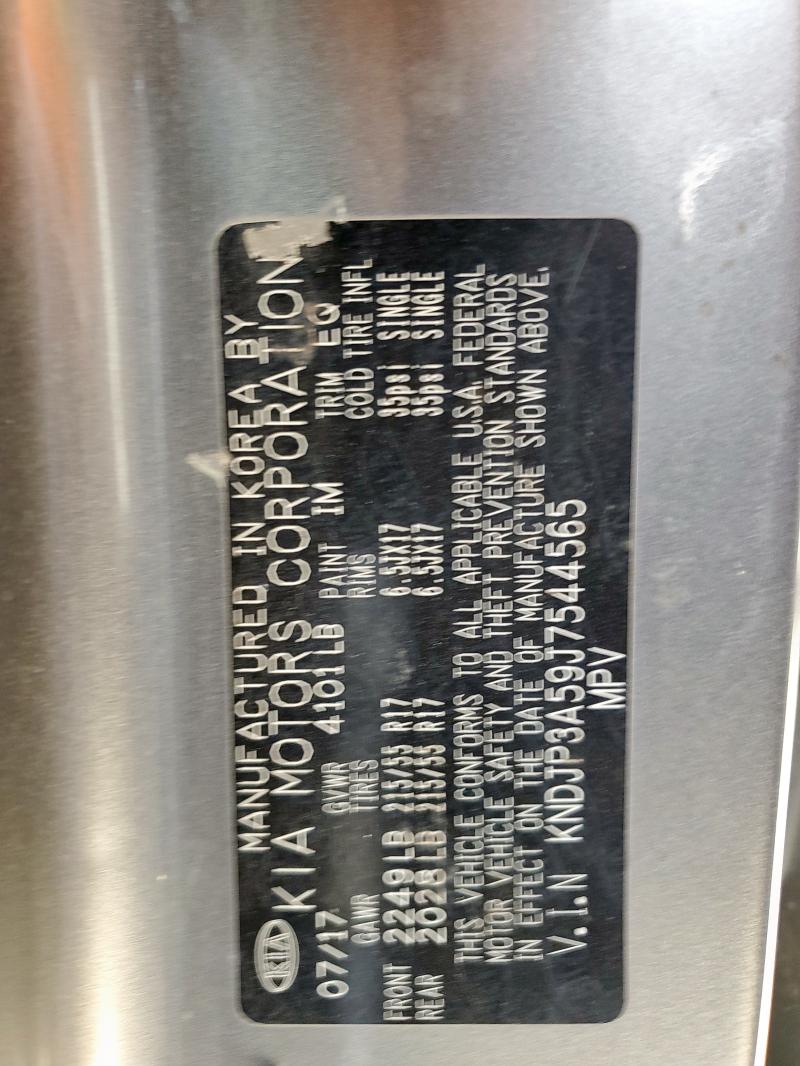 KIA
MANUFACTURED IN KOREA BY
KIA MOTORS CORPORATION
07/17 GVWR 4101LB PAINT IM TRIM EQ
GAWR TIRES RIMS COLD TIRE INFL
FRONT 2249LB 215/55 R17 6.5JX17 35psi SINGLE
REAR 2028LB 215/55 R17 6.5JX17 35psi SINGLE
THIS VEHICLE CONFORMS TO ALL APPLICABLE U.S.A. FEDERAL
MOTOR VEHICLE SAFETY AND THEFT PREVENTION STANDARDS
IN EFFECT ON THE DATE OF MANUFACTURE SHOWN ABOVE.
V.I.N KNDJP3A59J7544565
MPV